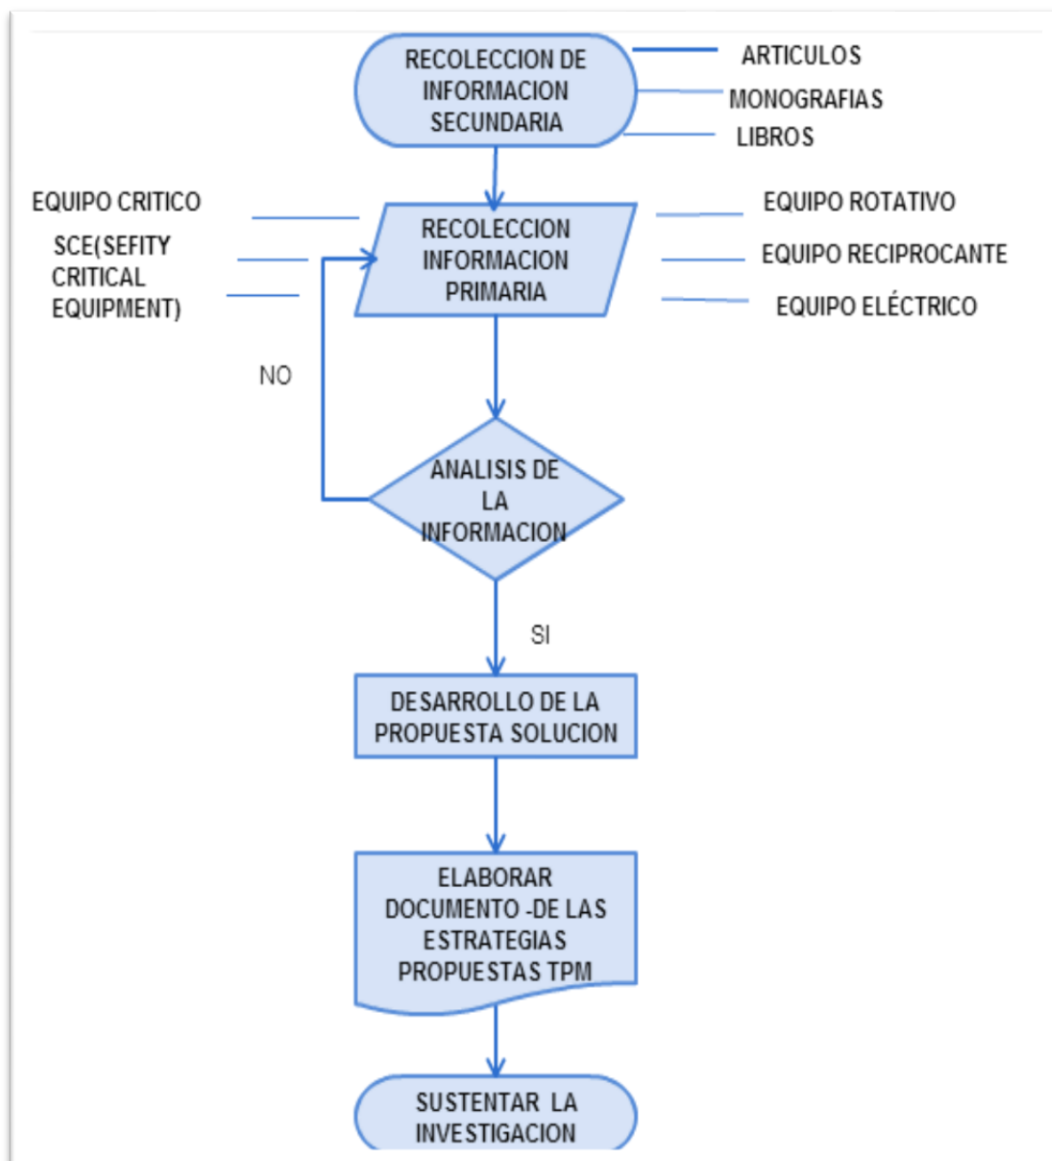 RECOLECCION DE
INFORMACION
SECUNDARIA
ARTICULOS
MONOGRAFIAS
LIBROS
EQUIPO CRITICO
SCE(SEFITY
CRITICAL
EQUIPMENT)
RECOLECCION
INFORMACION
PRIMARIA
EQUIPO ROTATIVO
EQUIPO RECIPROCANTE
EQUIPO ELÉCTRICO
NO
ANALISIS DE
LA
INFORMACION
SI
DESARROLLO DE LA
PROPUESTA SOLUCION
ELABORAR
DOCUMENTO -DE LAS
ESTRATEGIAS
PROPUESTAS TPM
SUSTENTAR LA
INVESTIGACION